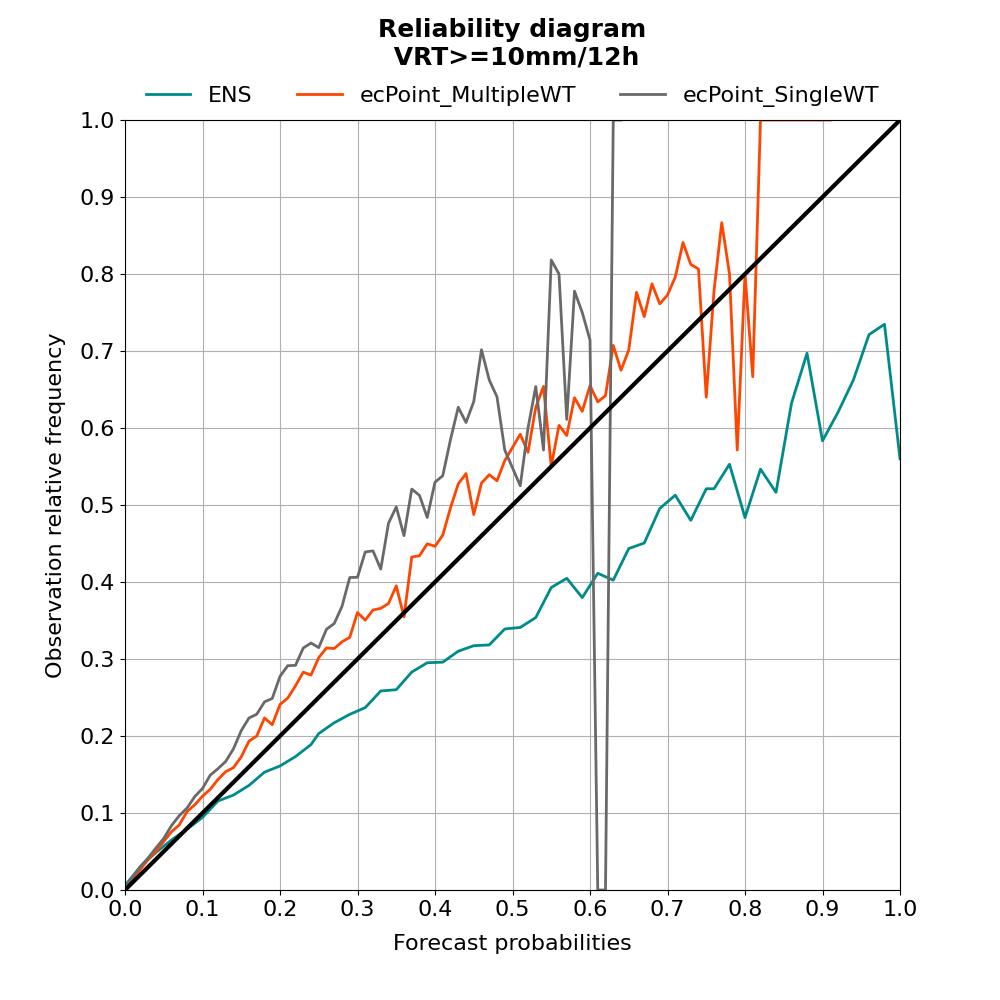 Reliability diagram
VRT>=10mm/12h
ENS ecPoint_MultipleWT ecPoint_SingleWT
1.0
0.9
0.8
0.7
0.6
0.5
0.4
0.3
0.2
0.1
0.0
Observation relative frequency
0.0 0.1 0.2 0.3 0.4 0.5 0.6 0.7 0.8 0.9 1.0
Forecast probabilities